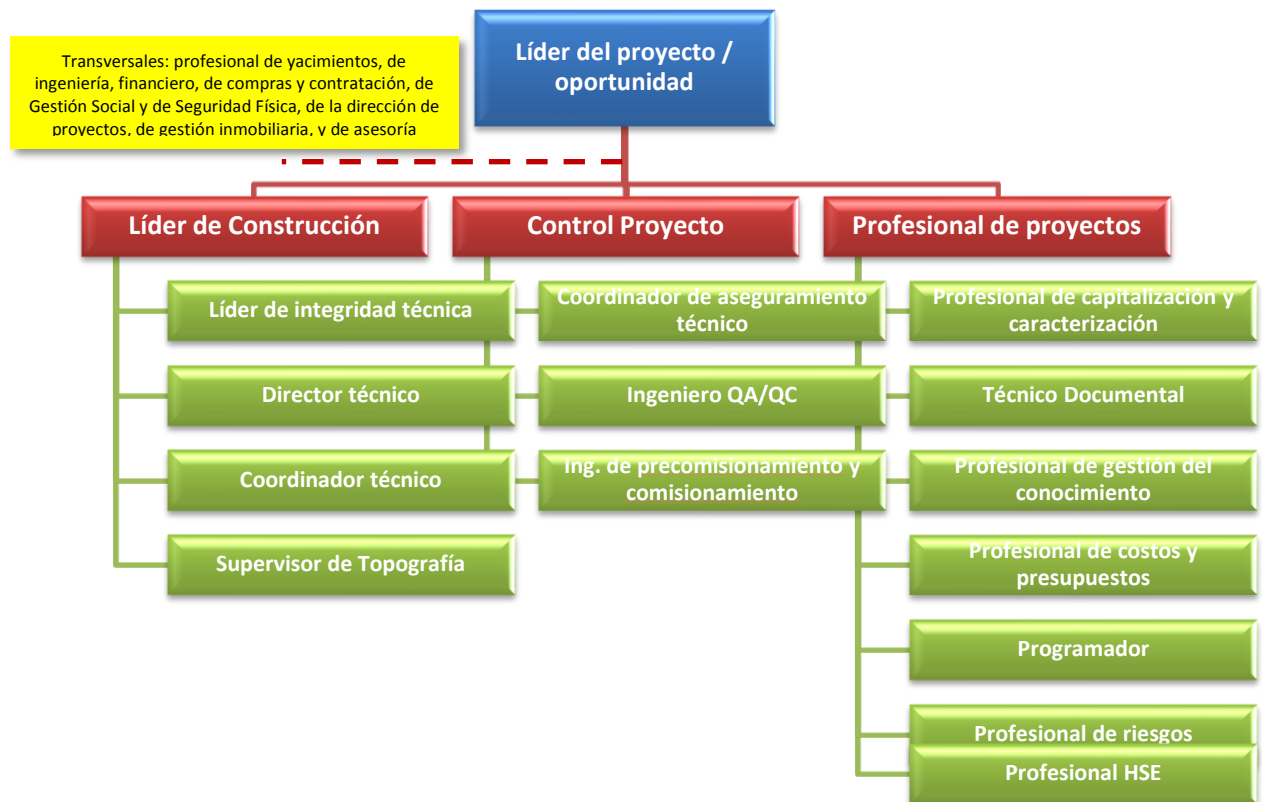 Transversales: profesional de yacimientos, de
ingeniería, financiero, de compras y contratación, de
Gestión Social y de Seguridad Física, de la dirección de
proyectos, de gestión inmobiliaria, y de asesoría
Líder del proyecto /
oportunidad
Líder de Construcción
Control Proyecto
Profesional de proyectos
Líder de integridad técnica
Director técnico
Coordinador técnico
Supervisor de Topografía
Coordinador de aseguramiento
técnico
Ingeniero QA/QC
Ing. de precomisionamiento y
comisionamiento
Profesional de capitalización y
caracterización
Técnico Documental
Profesional de gestión del
conocimiento
Profesional de costos y
presupuestos
Programador
Profesional de riesgos
Profesional HSE